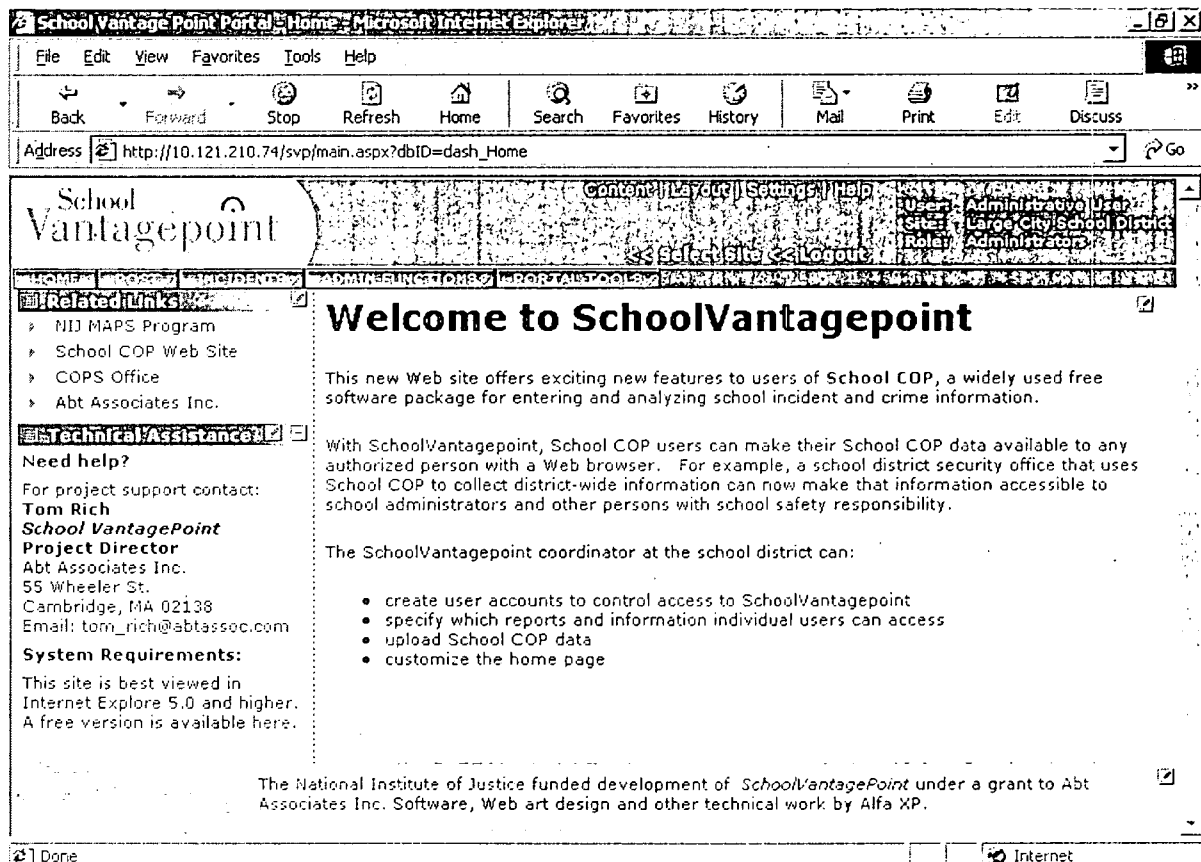 School Vantage Point Portal - Home - Microsoft Internet Explorer
File Edit View Favorites Tools Help
Back Forward Stop Refresh Home Search Favorites History Mail Print Edit Discuss
Address http://10.121.210.74/svp/main.aspx?dbID=dash_Home Go
School
Vantagepoint
Content | Layout | Settings | Help
<< Select Site << Logout
User: Administrative User
Large City School District
Role: Administrators
HOME INCIDENTS ADMIN FUNCTIONS PORTAL TOOLS
Related Links
NIJ MAPS Program
School COP Web Site
COPS Office
Abt Associates Inc.
Technical Assistance
Need help?
For project support contact:
Tom Rich
School VantagePoint
Project Director
Abt Associates Inc.
55 Wheeler St.
Cambridge, MA 02138
Email: tom_rich@abtassoc.com
System Requirements:
This site is best viewed in
Internet Explore 5.0 and higher.
A free version is available here.
Welcome to SchoolVantagepoint
This new Web site offers exciting new features to users of School COP, a widely used free
software package for entering and analyzing school incident and crime information.
With SchoolVantagepoint, School COP users can make their School COP data available to any
authorized person with a Web browser. For example, a school district security office that uses
School COP to collect district-wide information can now make that information accessible to
school administrators and other persons with school safety responsibility.
The SchoolVantagepoint coordinator at the school district can:
• create user accounts to control access to SchoolVantagepoint
• specify which reports and information individual users can access
• upload School COP data
• customize the home page
The National Institute of Justice funded development of SchoolVantagePoint under a grant to Abt
Associates Inc. Software, Web art design and other technical work by Alfa XP.
Done Internet